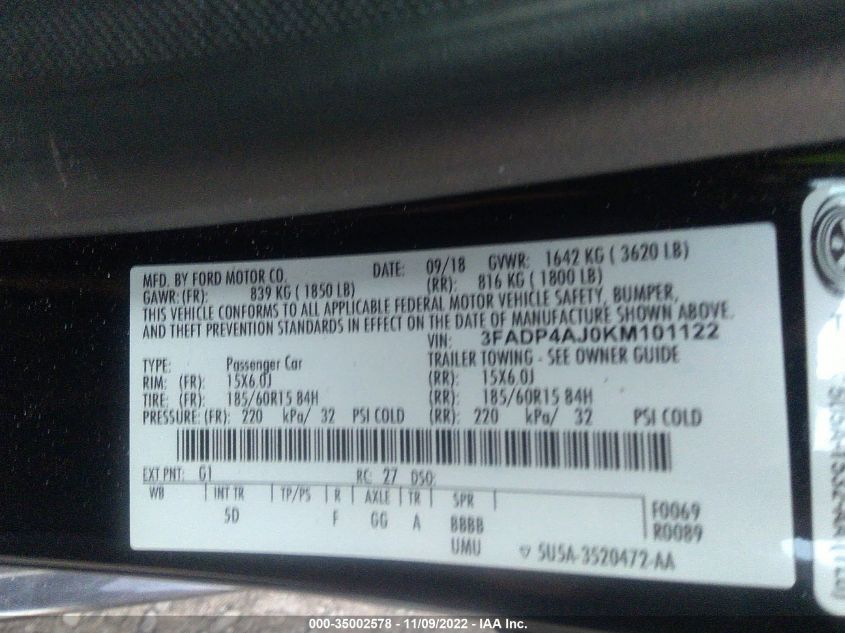 MFD. BY FORD MOTOR CO. DATE: 09/18 GVWR: 1642 KG ( 3620 LB)
GAWR: (FR): 839 KG ( 1850 LB) (RR): 816 KG ( 1800 LB)
THIS VEHICLE CONFORMS TO ALL APPLICABLE FEDERAL MOTOR VEHICLE SAFETY, BUMPER,
AND THEFT PREVENTION STANDARDS IN EFFECT ON THE DATE OF MANUFACTURE SHOWN ABOVE.
VIN: 3FADP4AJ0KM101122
TYPE: Passenger Car TRAILER TOWING - SEE OWNER GUIDE
RIM: (FR): 15X6.0J (RR): 15X6.0J
TIRE: (FR): 185/60R15 84H (RR): 185/60R15 84H
PRESSURE: (FR): 220 kPa/ 32 PSI COLD (RR): 220 kPa/ 32 PSI COLD
EXT PNT: G1 RC: 27 DSO:
WB INT TR TP/PS R AXLE TR SPR
5D F GG A BBBB F0069
UMU R0089
5U5A-3520472-AA
000-35002578 - 11/09/2022 - IAA Inc.